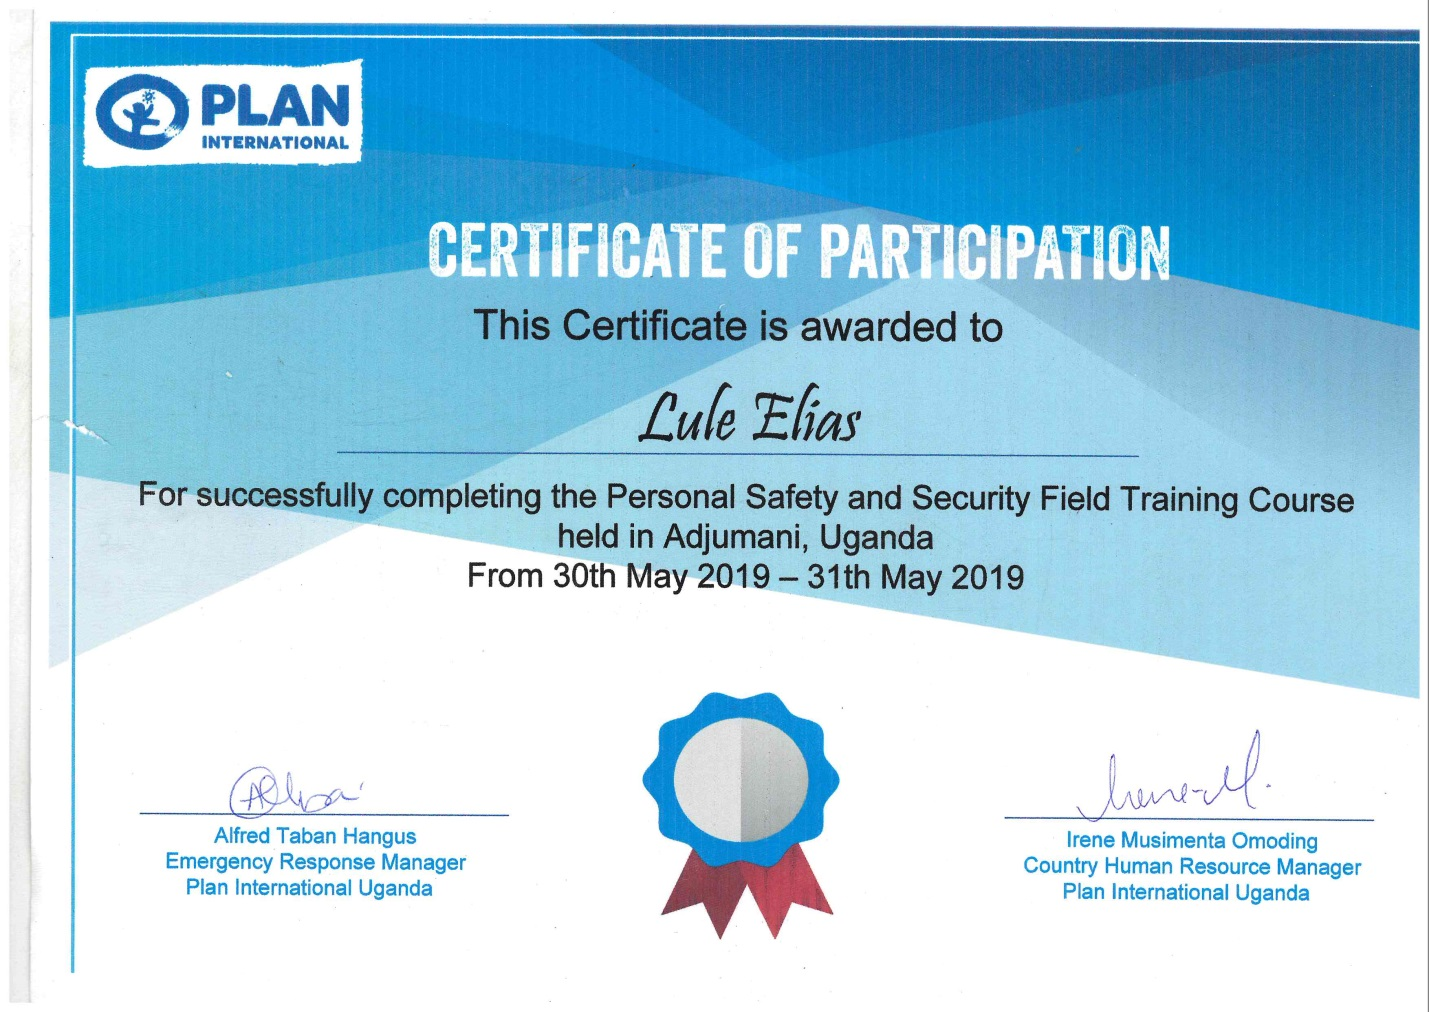 PLAN
INTERNATIONAL
CERTIFICATE OF PARTICIPATION
This Certificate is awarded to
Lule Elias
For successfully completing the Personal Safety and Security Field Training Course
held in Adjumani, Uganda
From 30th May 2019 – 31th May 2019
Alfred Taban Hangus
Emergency Response Manager
Plan International Uganda
Irene-M.
Irene Musimenta Omoding
Country Human Resource Manager
Plan International Uganda